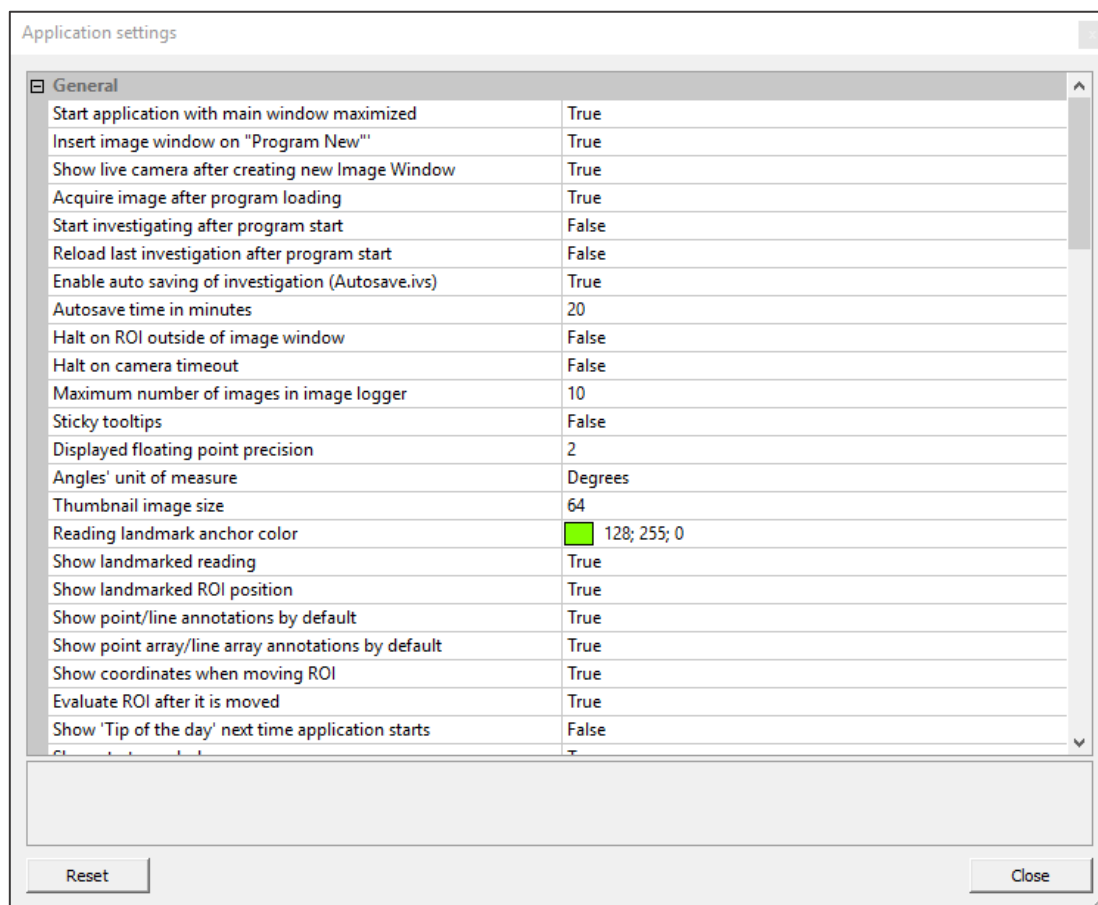 Application settings
General
Start application with main window maximized True
Insert image window on "Program New"' True
Show live camera after creating new Image Window True
Acquire image after program loading True
Start investigating after program start False
Reload last investigation after program start False
Enable auto saving of investigation (Autosave.ivs) True
Autosave time in minutes 20
Halt on ROI outside of image window False
Halt on camera timeout False
Maximum number of images in image logger 10
Sticky tooltips False
Displayed floating point precision 2
Angles' unit of measure Degrees
Thumbnail image size 64
Reading landmark anchor color 128; 255; 0
Show landmarked reading True
Show landmarked ROI position True
Show point/line annotations by default True
Show point array/line array annotations by default True
Show coordinates when moving ROI True
Evaluate ROI after it is moved True
Show 'Tip of the day' next time application starts False
Reset Close